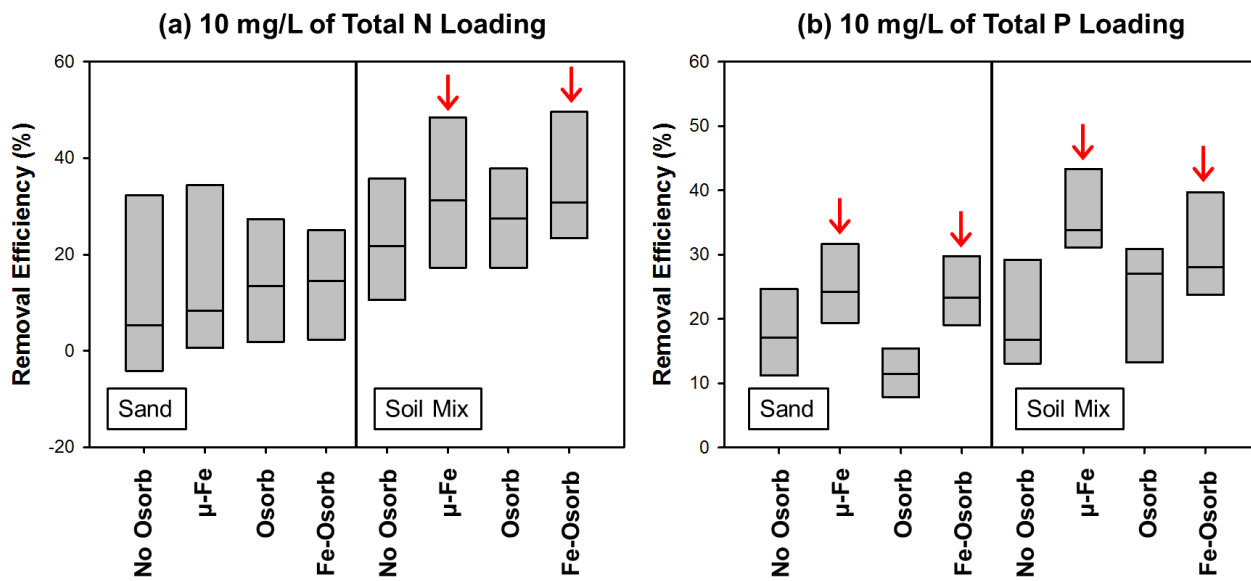 (a) 10 mg/L of Total N Loading
Removal Efficiency (%)
60
40
20
0
-20
Sand
Soil Mix
No Osorb
µ-Fe
Osorb
Fe-Osorb
No Osorb
µ-Fe
Osorb
Fe-Osorb
(b) 10 mg/L of Total P Loading
Removal Efficiency (%)
60
50
40
30
20
10
0
Sand
Soil Mix
No Osorb
µ-Fe
Osorb
Fe-Osorb
No Osorb
µ-Fe
Osorb
Fe-Osorb